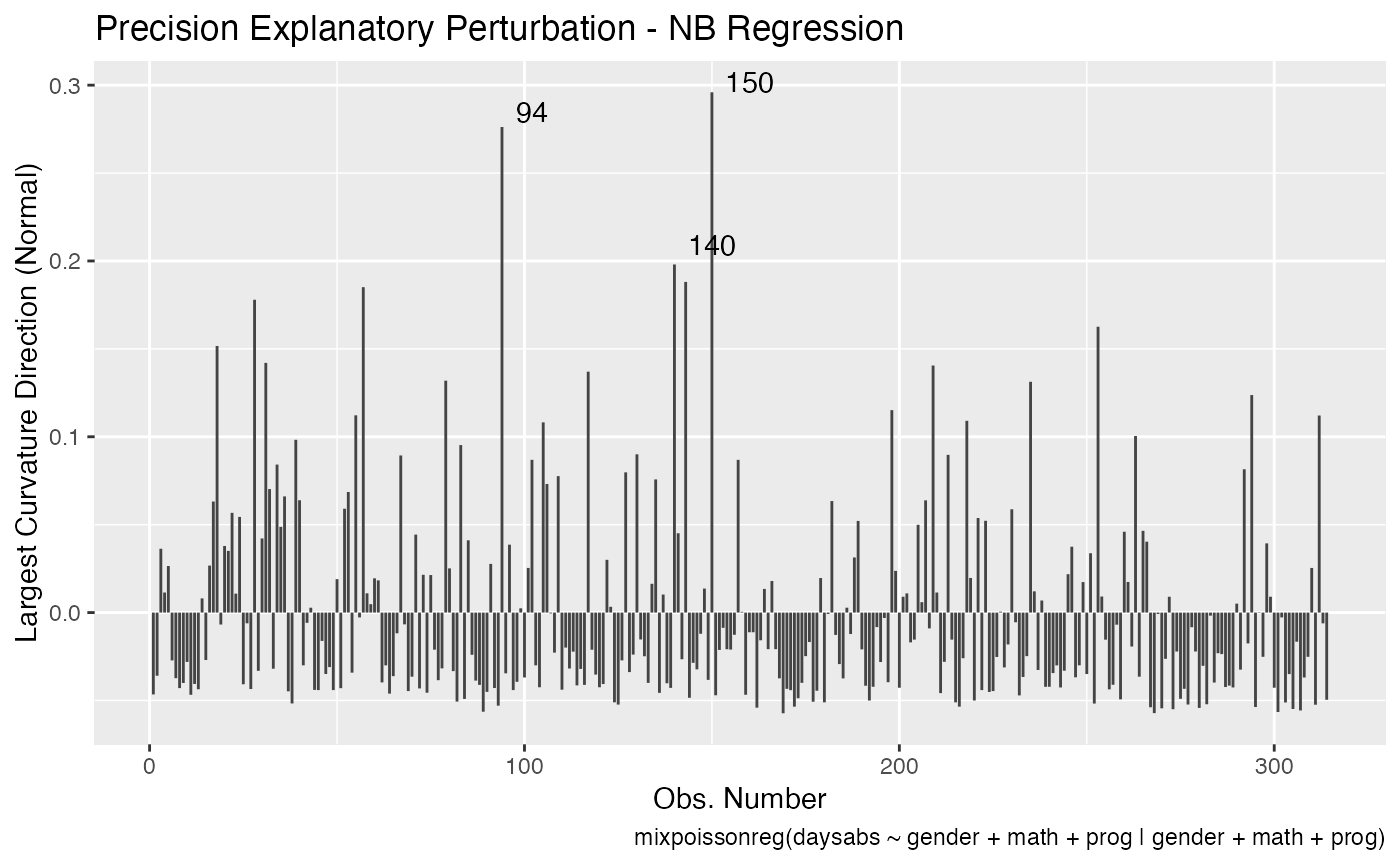 Precision Explanatory Perturbation - NB Regression
Largest Curvature Direction (Normal)
0.3
0.2
0.1
0.0
150
94
140
0
100
200
300
Obs. Number
mixpoissonreg(daysabs ~ gender + math + prog | gender + math + prog)